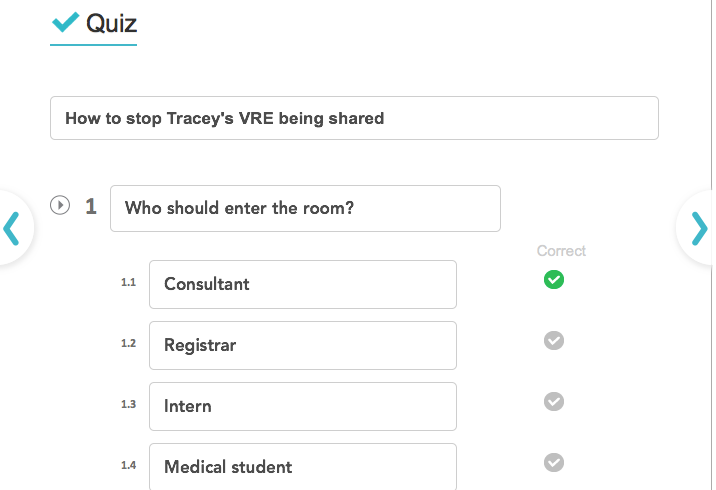 Quiz
How to stop Tracey's VRE being shared
1 Who should enter the room?
Correct
1.1 Consultant
1.2 Registrar
1.3 Intern
1.4 Medical student